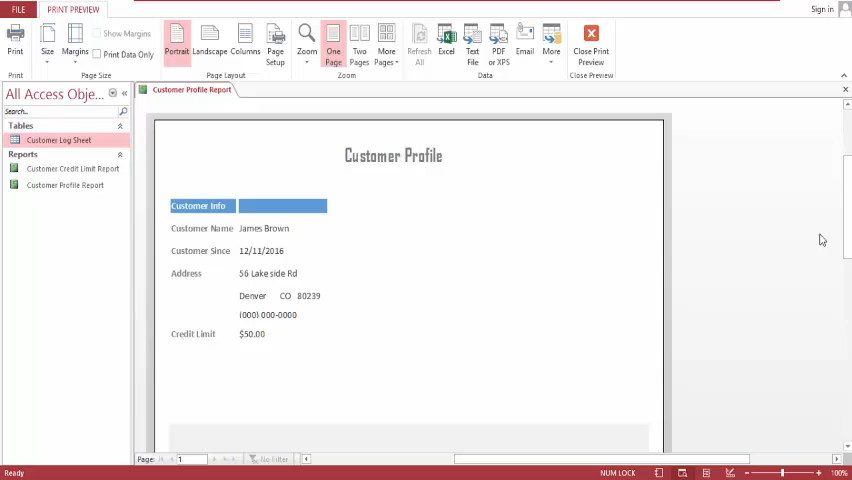 FILE PRINT PREVIEW Sign in
Print Size Margins Show Margins Print Data Only Portrait Landscape Columns Page Setup Zoom One Page Two Pages More Pages Refresh All Excel Text File PDF or XPS Email More Close Print Preview
Print Page Size Page Layout Zoom Data Close Preview
All Access Obje... « Customer Profile Report
Search...
Tables
Customer Log Sheet
Reports
Customer Credit Limit Report
Customer Profile Report
Customer Profile
Customer Info
Customer Name James Brown
Customer Since 12/11/2016
Address 56 Lake side Rd
Denver CO 80239
(000) 000-0000
Credit Limit $50.00
Page: 1 No Filter
Ready NUM LOCK 100%